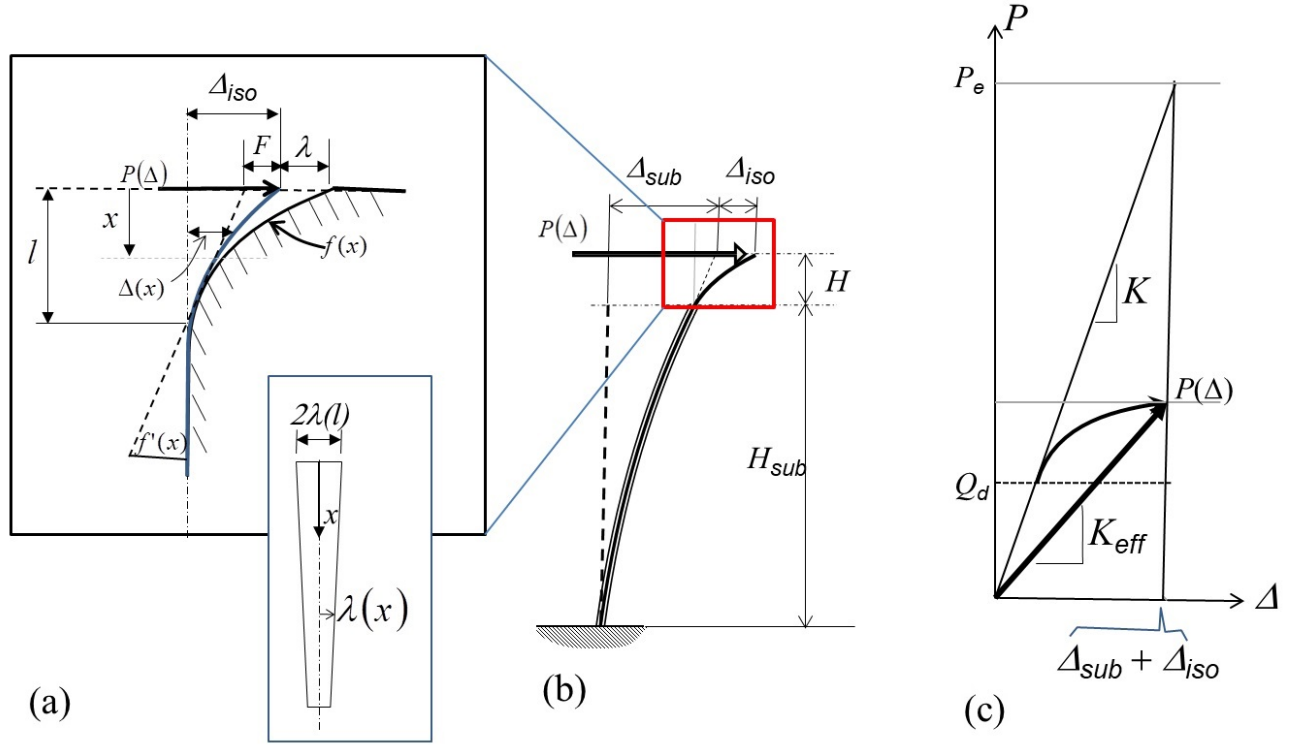 Δiso
F λ
P(Δ)
x
l
f(x)
Δ(x)
f'(x)
2λ(l)
x
λ(x)
(a)
Δsub Δiso
P(Δ)
H
Hsub
(b)
P
Pe
K
P(Δ)
Qd
Keff
Δ
Δsub + Δiso
(c)